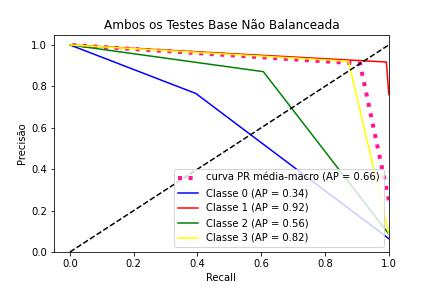 Ambos os Testes Base Não Balanceada
1.0
0.8
0.6
0.4
0.2
0.0
Precisão
curva PR média-macro (AP = 0.66)
Classe 0 (AP = 0.34)
Classe 1 (AP = 0.92)
Classe 2 (AP = 0.56)
Classe 3 (AP = 0.82)
0.0 0.2 0.4 0.6 0.8 1.0
Recall